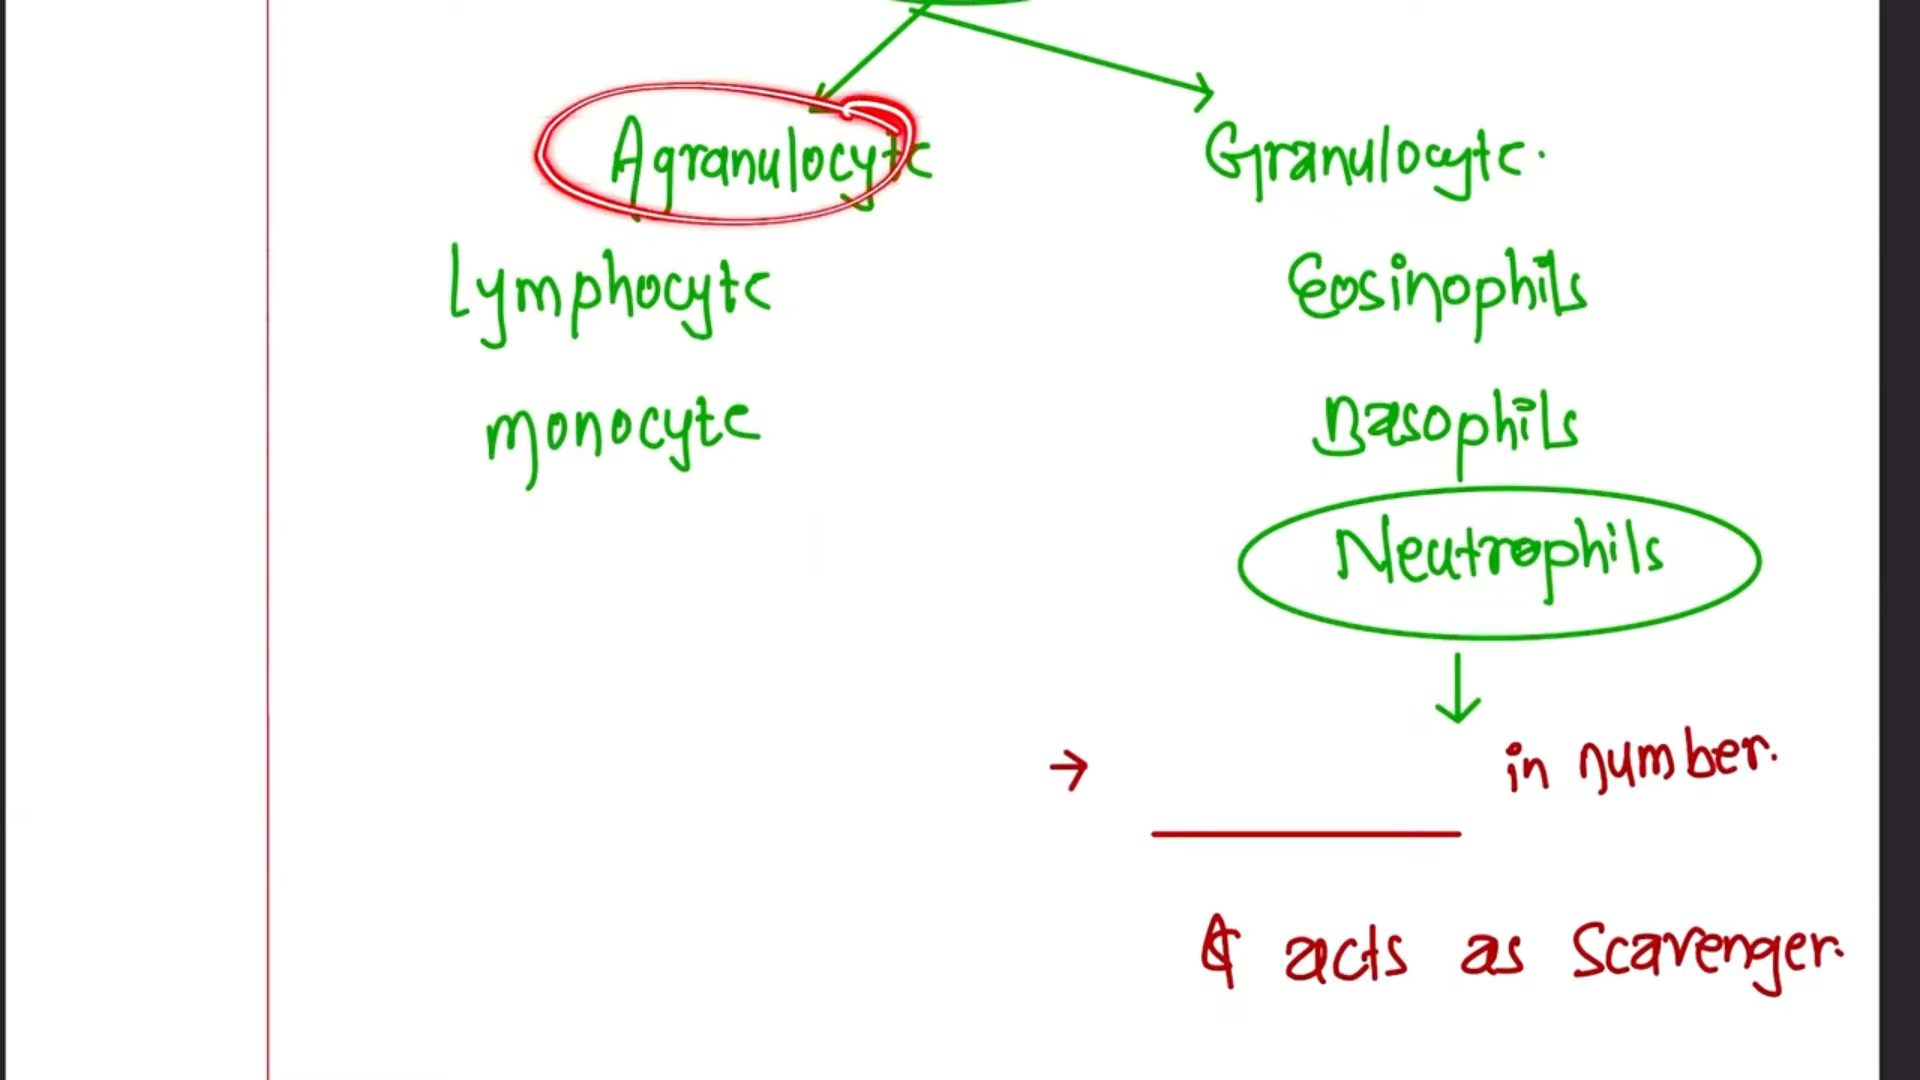 Agranulocyte
Granulocyte.
Lymphocyte
Eosinophils
monocyte
Basophils
Neutrophils
→ in number.
& acts as Scavenger.